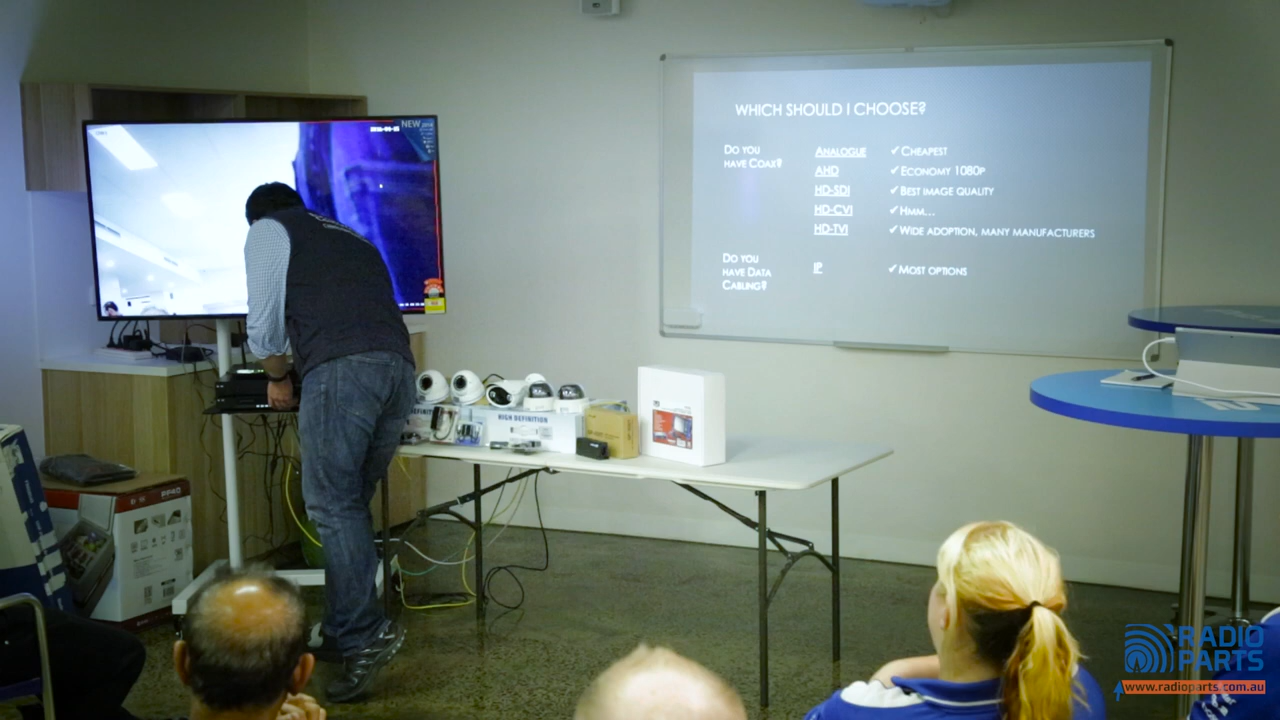 WHICH SHOULD I CHOOSE?
DO YOU
HAVE COAX?
ANALOGUE ✓ CHEAPEST
AHD ✓ ECONOMY 1080P
HD-SDI ✓ BEST IMAGE QUALITY
HD-CVI ✓ HMM...
HD-TVI ✓ WIDE ADOPTION, MANY MANUFACTURERS
DO YOU
HAVE DATA
CABLING?
IP ✓ MOST OPTIONS
NEW
HIGH DEFINITION
RADIO
PARTS
www.radioparts.com.au